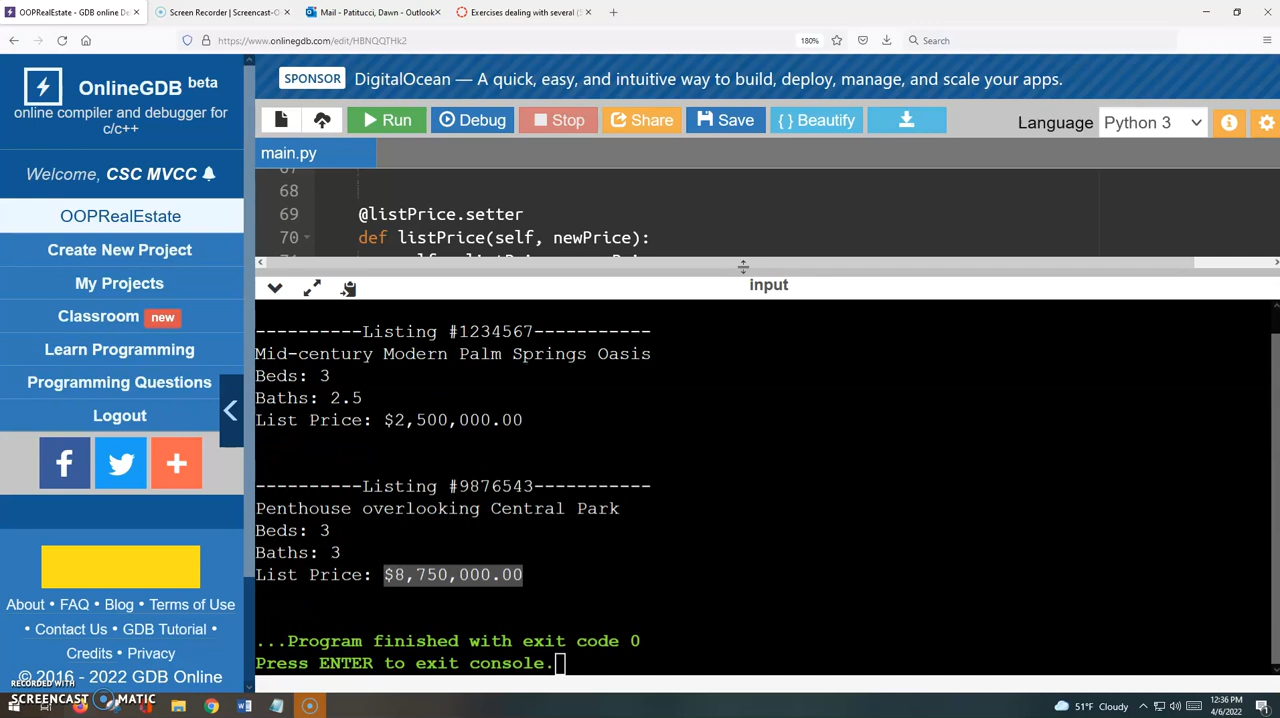 OOPRealEstate - GDB online De
Screen Recorder | Screencast-O
Mail - Patitucci, Dawn - Outlook
Exercises dealing with several (S
https://www.onlinegdb.com/edit/HBNQQTHk2
180%
Search
OnlineGDB beta
online compiler and debugger for
c/c++
SPONSOR DigitalOcean — A quick, easy, and intuitive way to build, deploy, manage, and scale your apps.
Run
Debug
Stop
Share
Save
{ } Beautify
Language Python 3
main.py
Welcome, CSC MVCC
OOPRealEstate
Create New Project
My Projects
Classroom new
Learn Programming
Programming Questions
Logout
About • FAQ • Blog • Terms of Use
• Contact Us • GDB Tutorial •
Credits • Privacy
© 2016 - 2022 GDB Online
67
68
69 @listPrice.setter
70 def listPrice(self, newPrice):
input
----------Listing #1234567-----------
Mid-century Modern Palm Springs Oasis
Beds: 3
Baths: 2.5
List Price: $2,500,000.00
----------Listing #9876543-----------
Penthouse overlooking Central Park
Beds: 3
Baths: 3
List Price: $8,750,000.00
...Program finished with exit code 0
Press ENTER to exit console.
RECORDED WITH
SCREENCAST MATIC
51°F Cloudy
12:36 PM
4/6/2022